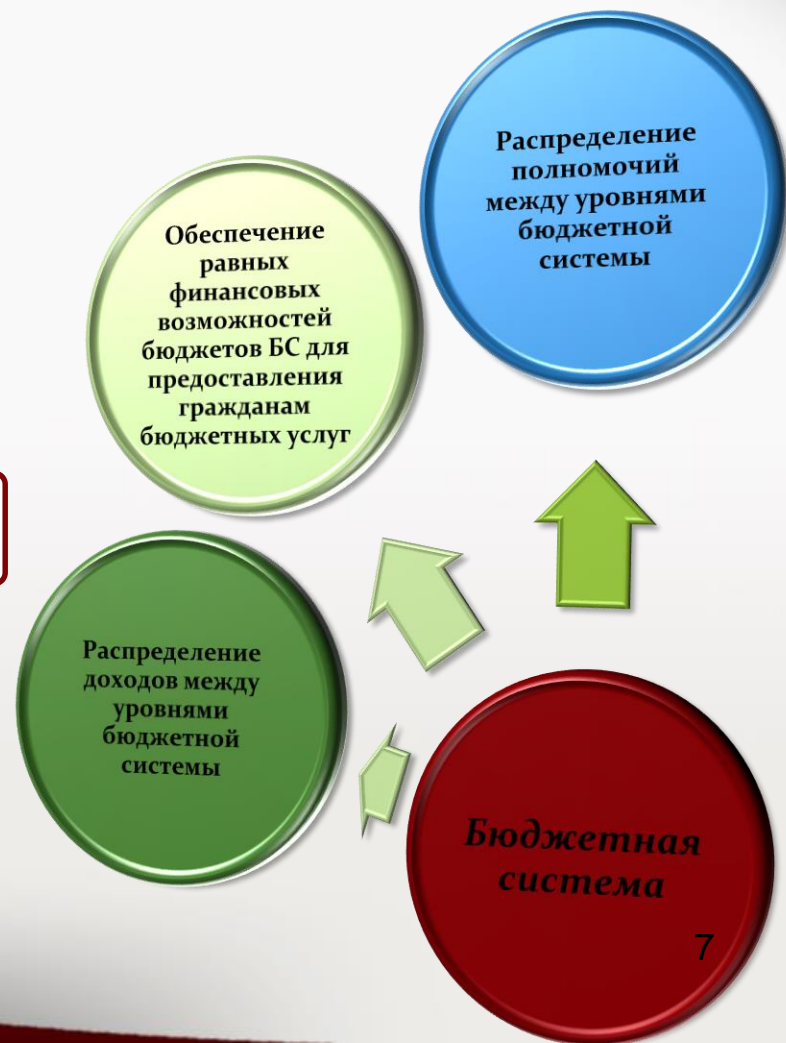 Распределение
полномочий
между уровнями
бюджетной
системы
Обеспечение
равных
финансовых
возможностей
бюджетов БС для
предоставления
гражданам
бюджетных услуг
Распределение
доходов между
уровнями
бюджетной
системы
Бюджетная
система
7